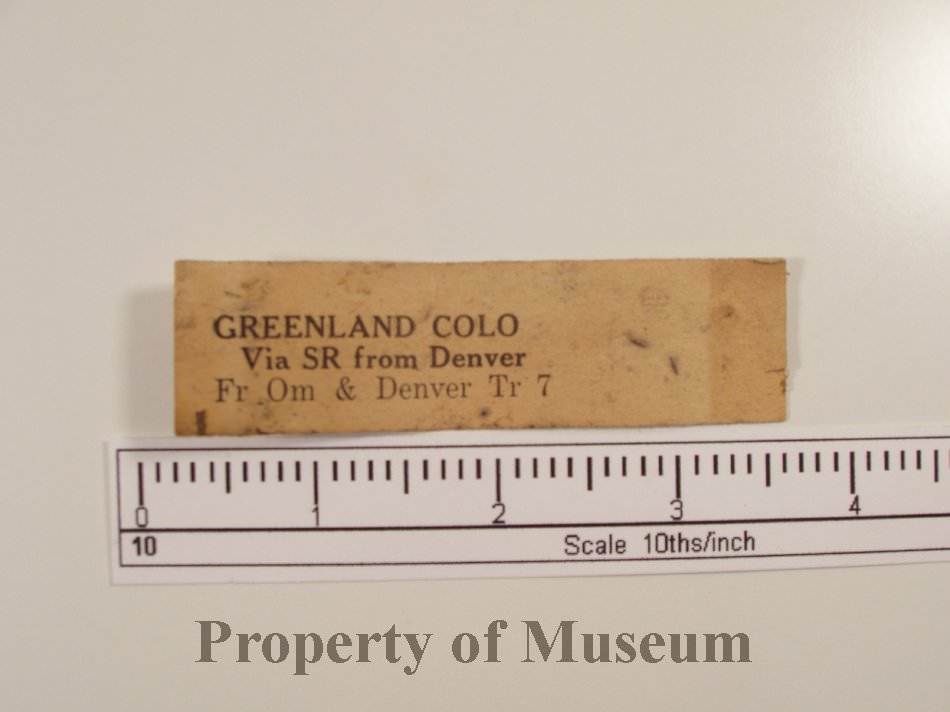 GREENLAND COLO
Via SR from Denver
Fr Om & Denver Tr 7
0 1 2 3 4
10 Scale 10ths/inch
Property of Museum